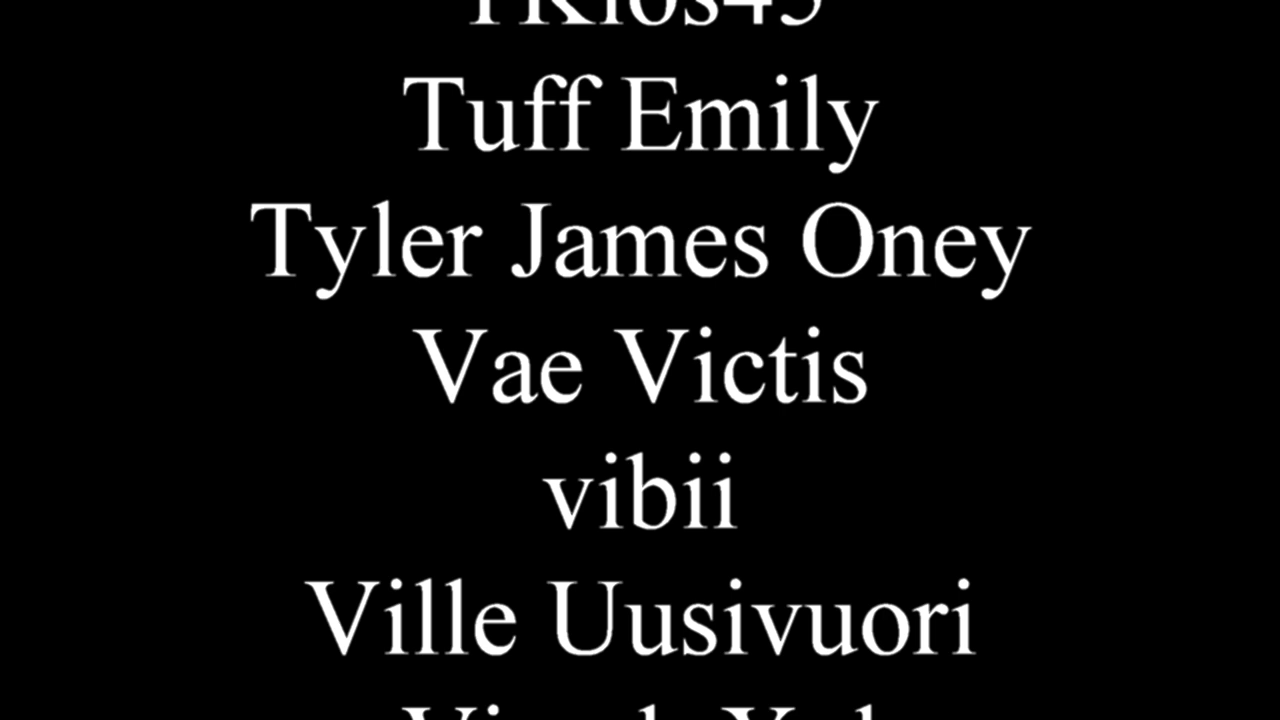 Tuff Emily
Tyler James Oney
Vae Victis
vibii
Ville Uusivuori